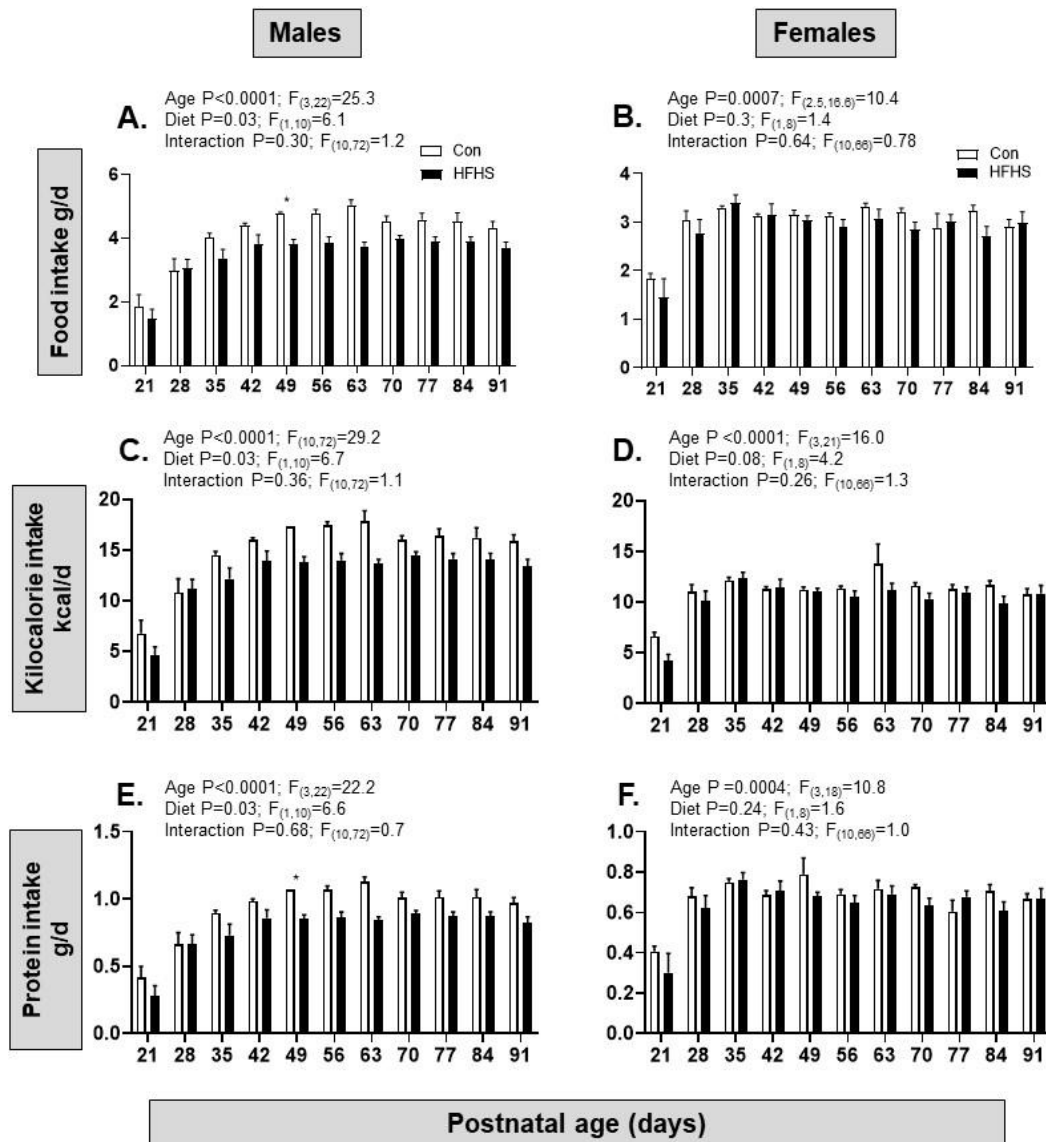 Males
Females
A.
Age P<0.0001; F(3,22)=25.3
Diet P=0.03; F(1,10)=6.1
Interaction P=0.30; F(10,72)=1.2
Con
HFHS
Food intake g/d
6
4
2
0
*
21 28 35 42 49 56 63 70 77 84 91
B.
Age P=0.0007; F(2.5,16.6)=10.4
Diet P=0.3; F(1,8)=1.4
Interaction P=0.64; F(10,66)=0.78
Con
HFHS
4
3
2
1
0
21 28 35 42 49 56 63 70 77 84 91
C.
Age P<0.0001; F(10,72)=29.2
Diet P=0.03; F(1,10)=6.7
Interaction P=0.36; F(10,72)=1.1
Kilocalorie intake
kcal/d
20
15
10
5
0
21 28 35 42 49 56 63 70 77 84 91
D.
Age P <0.0001; F(3,21)=16.0
Diet P=0.08; F(1,8)=4.2
Interaction P=0.26; F(10,66)=1.3
20
15
10
5
0
21 28 35 42 49 56 63 70 77 84 91
E.
Age P<0.0001; F(3,22)=22.2
Diet P=0.03; F(1,10)=6.6
Interaction P=0.68; F(10,72)=0.7
Protein intake
g/d
1.5
1.0
0.5
0.0
*
21 28 35 42 49 56 63 70 77 84 91
F.
Age P =0.0004; F(3,18)=10.8
Diet P=0.24; F(1,8)=1.6
Interaction P=0.43; F(10,66)=1.0
1.0
0.8
0.6
0.4
0.2
0.0
21 28 35 42 49 56 63 70 77 84 91
Postnatal age (days)